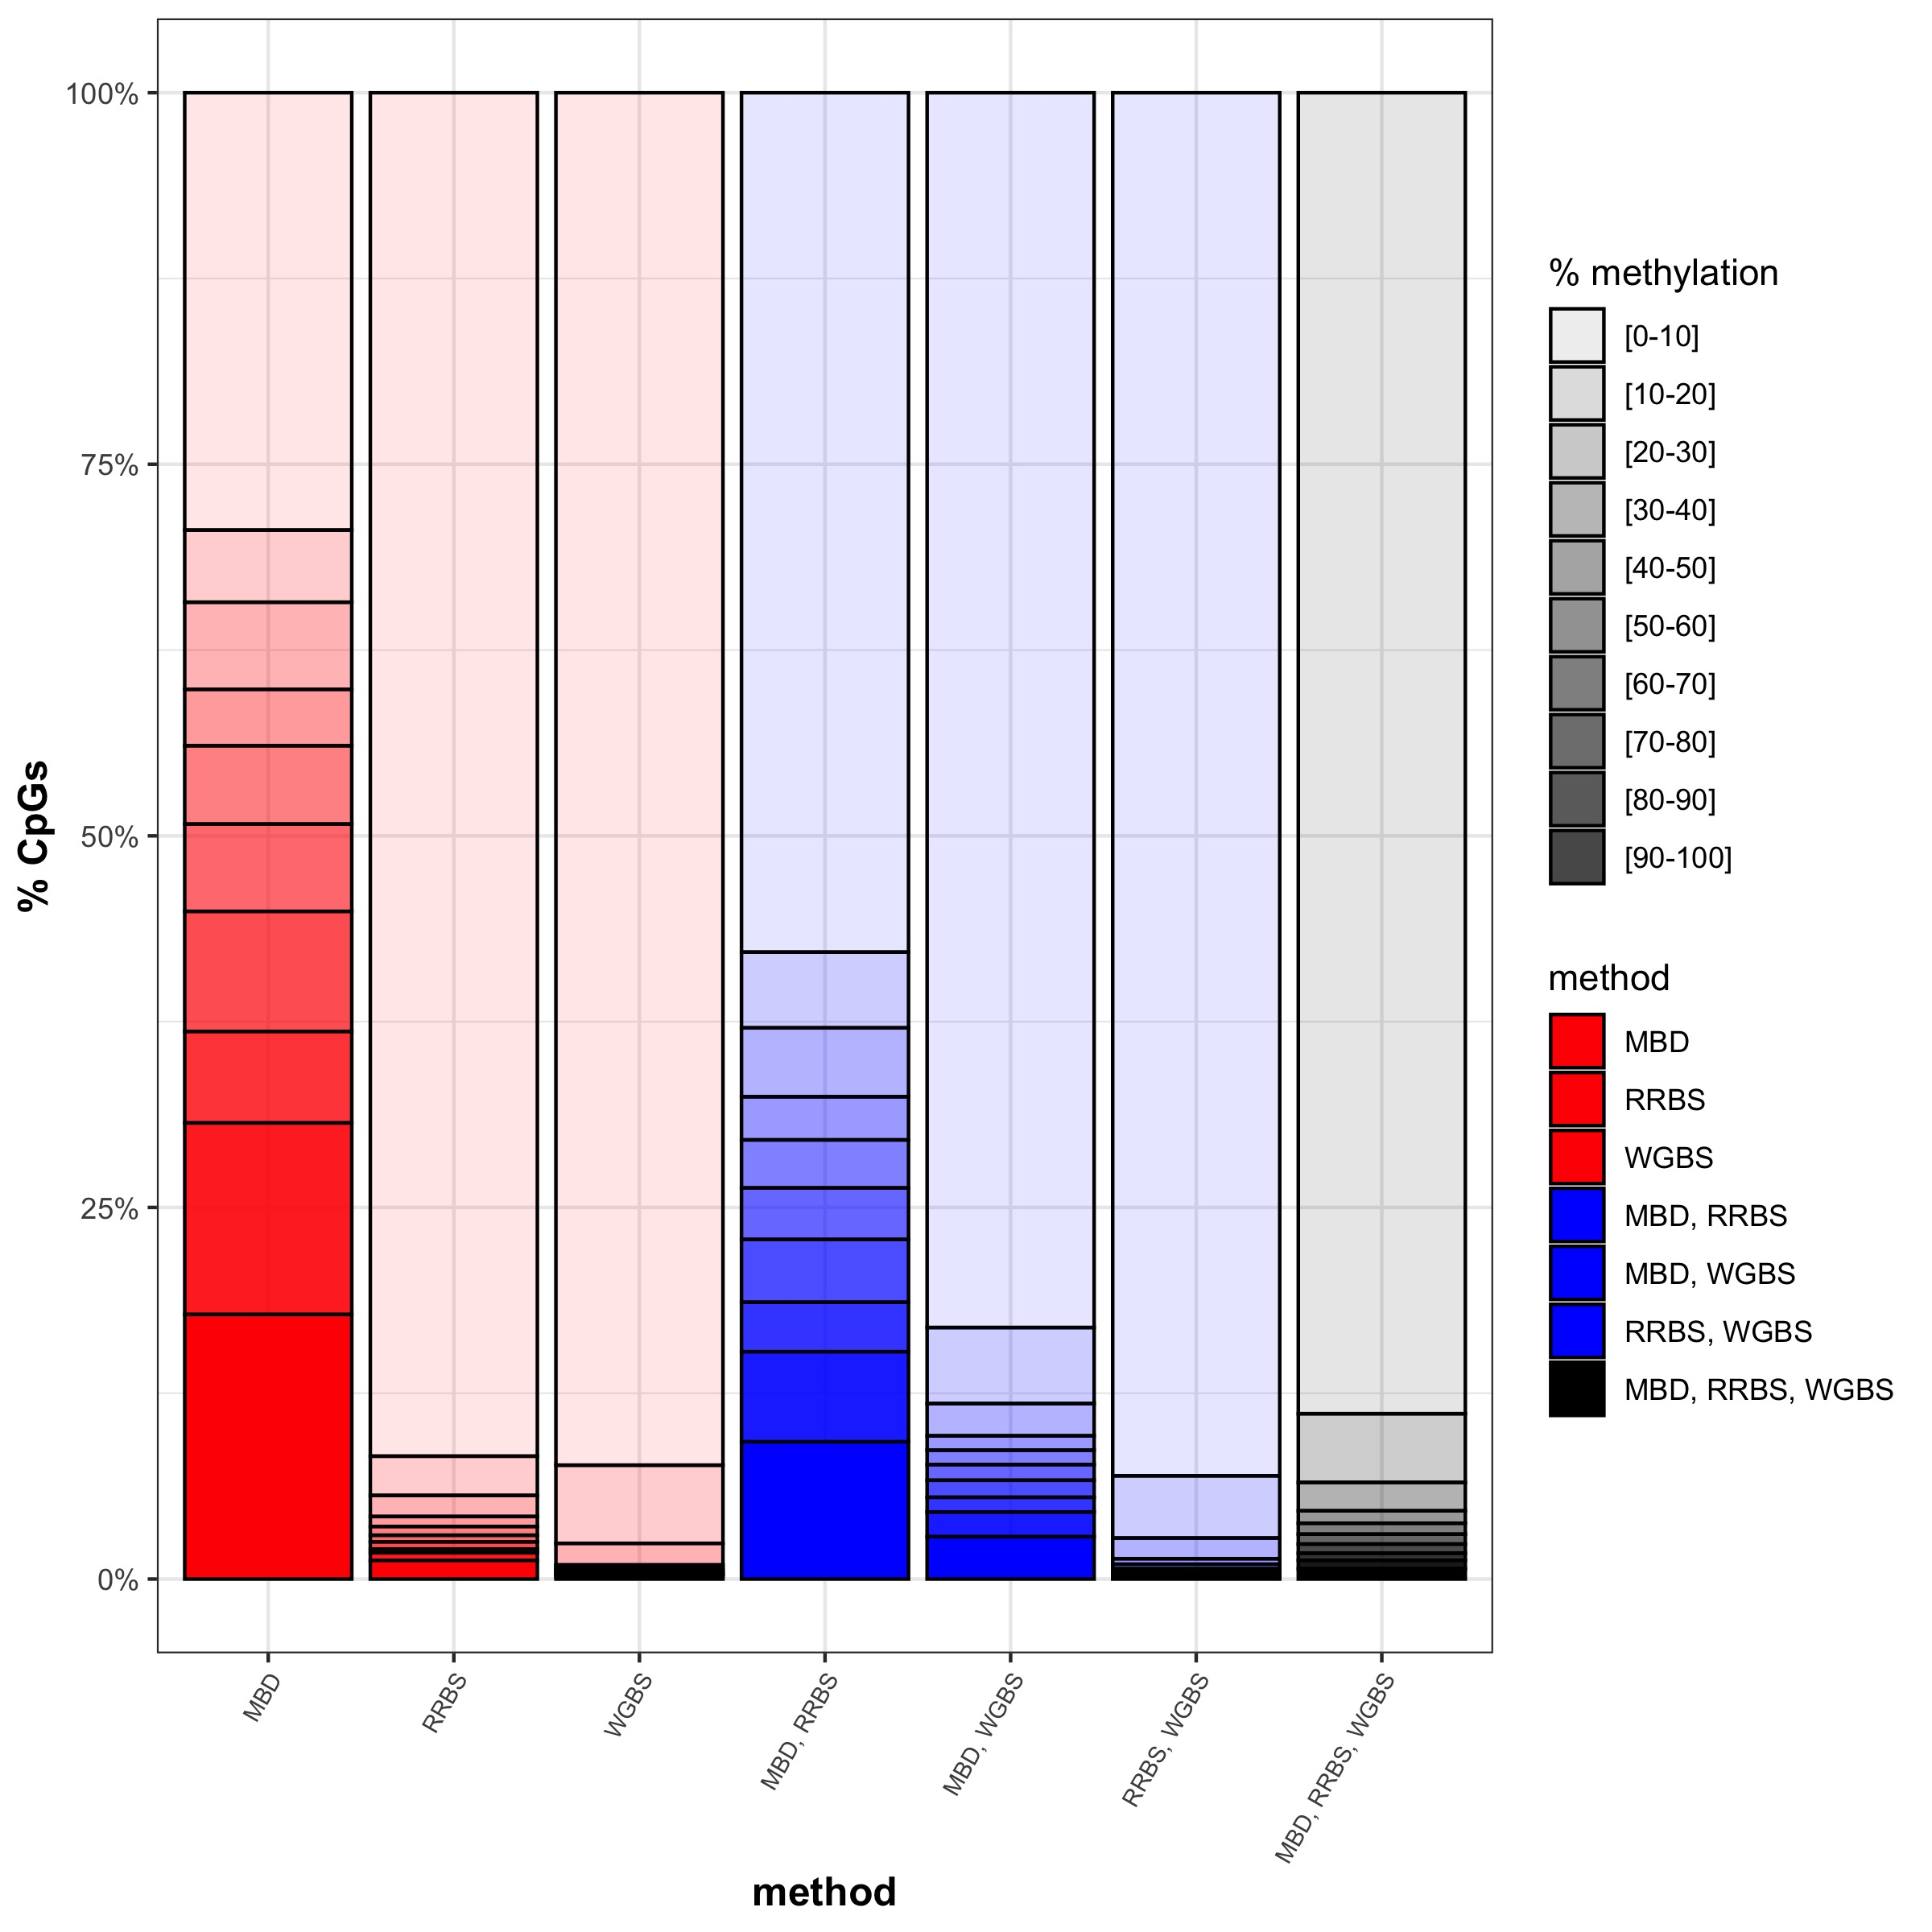 100%
75%
50%
25%
0%
% CpGs
MBD
RRBS
WGBS
MBD, RRBS
MBD, WGBS
RRBS, WGBS
MBD, RRBS, WGBS
method
% methylation
[0-10]
[10-20]
[20-30]
[30-40]
[40-50]
[50-60]
[60-70]
[70-80]
[80-90]
[90-100]
method
MBD
RRBS
WGBS
MBD, RRBS
MBD, WGBS
RRBS, WGBS
MBD, RRBS, WGBS